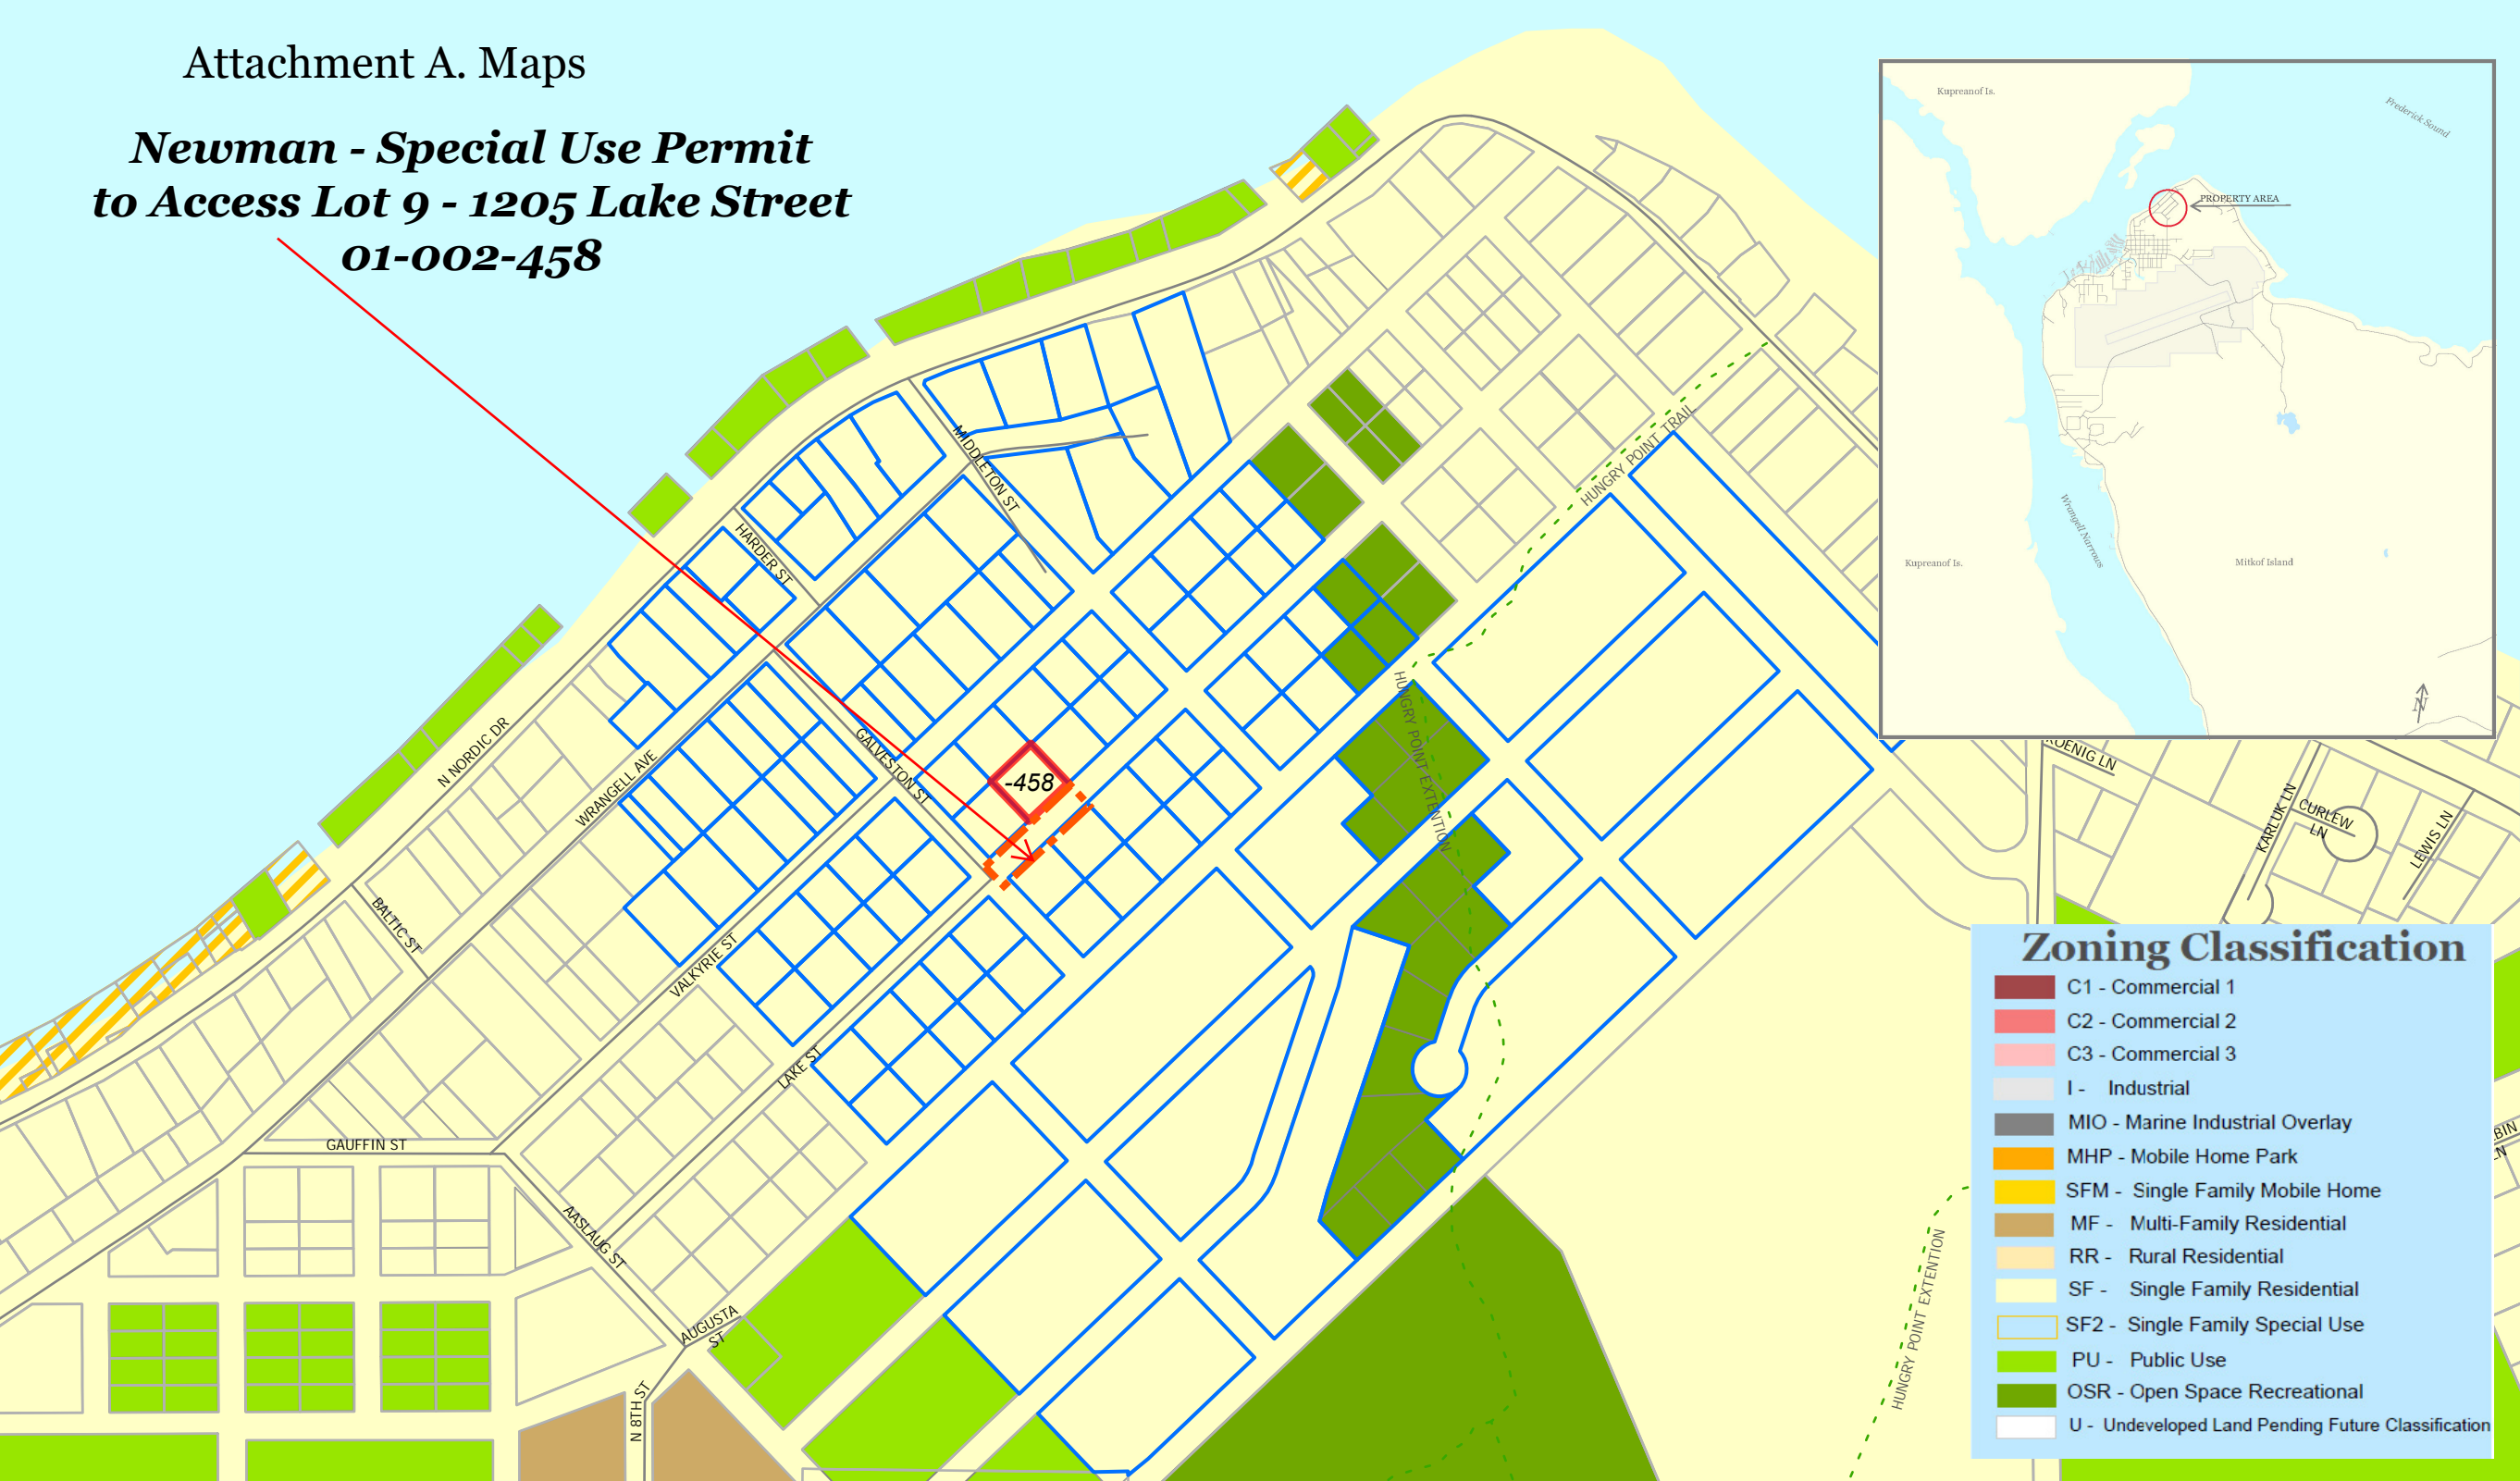 Attachment A. Maps
Newman - Special Use Permit
to Access Lot 9 - 1205 Lake Street
01-002-458
Kupreanof Is.
Frederick Sound
PROPERTY AREA
Wrangell Narrows
Kupreanof Is.
Mitkof Island
N
MIDDLETON ST
HARDER ST
HUNGRY POINT TRAIL
HUNGRY POINT EXTENTION
N NORDIC DR
WRANGELL AVE
GALVESTON ST
-458
BALTIC ST
VALKYRIE ST
LAKE ST
GAUFFIN ST
AASLAUG ST
AUGUSTA
ST
N 8TH ST
HUNGRY POINT EXTENTION
KOENIG LN
KARLUK LN
CURLEW
LN
LEWIS LN
Zoning Classification
C1 - Commercial 1
C2 - Commercial 2
C3 - Commercial 3
I - Industrial
MIO - Marine Industrial Overlay
MHP - Mobile Home Park
SFM - Single Family Mobile Home
MF - Multi-Family Residential
RR - Rural Residential
SF - Single Family Residential
SF2 - Single Family Special Use
PU - Public Use
OSR - Open Space Recreational
U - Undeveloped Land Pending Future Classification